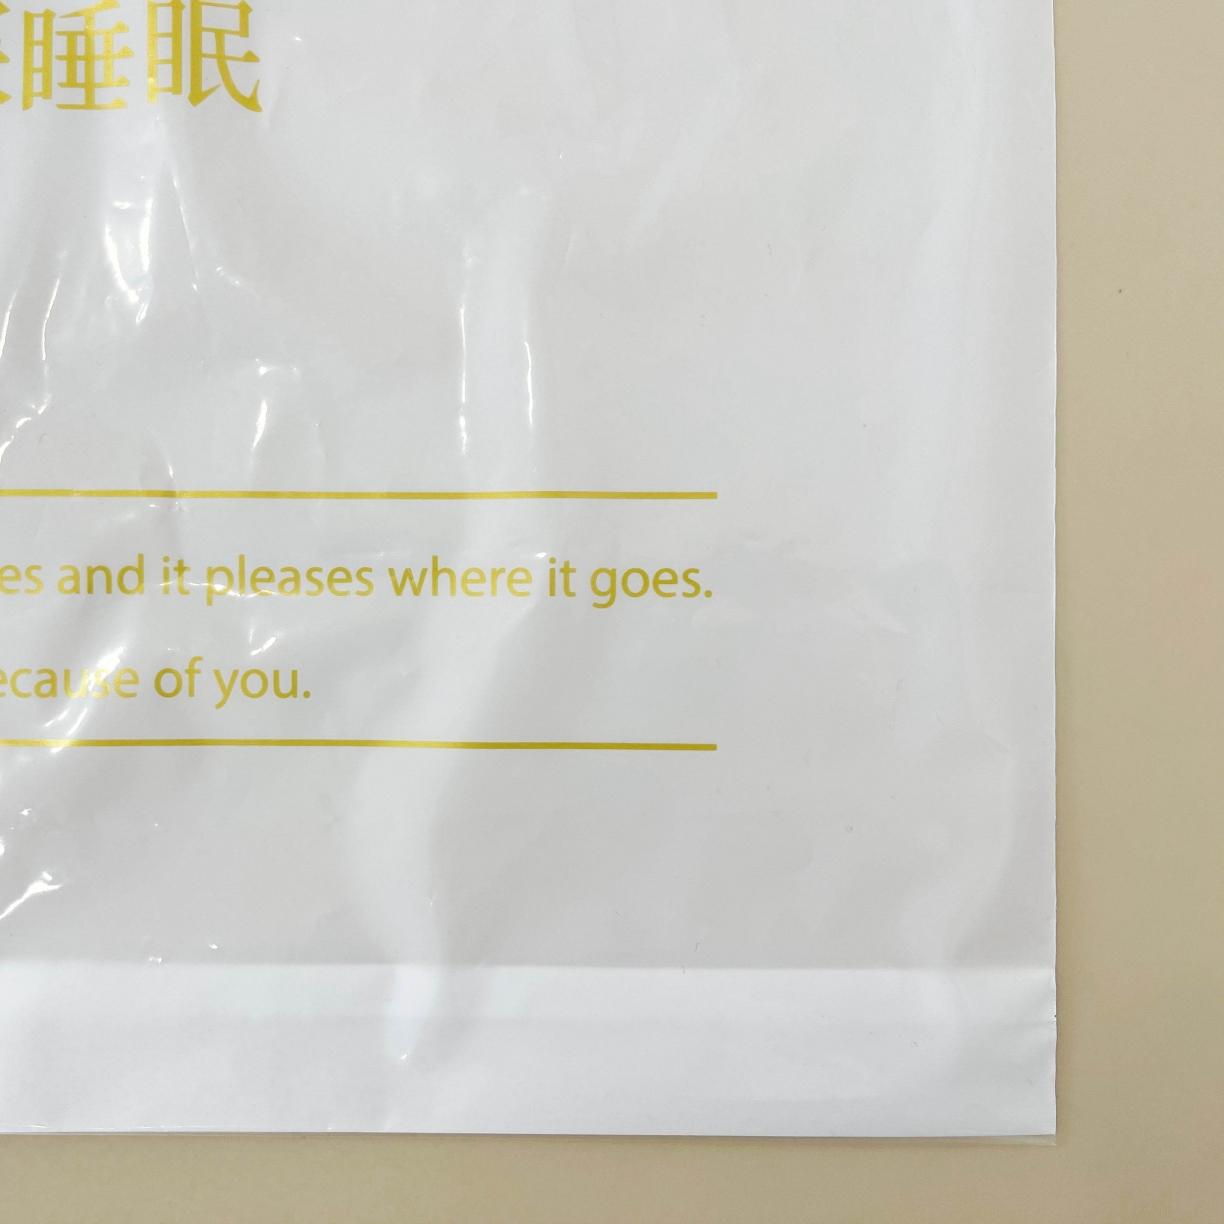 睡眠
es and it pleases where it goes.
ecause of you.